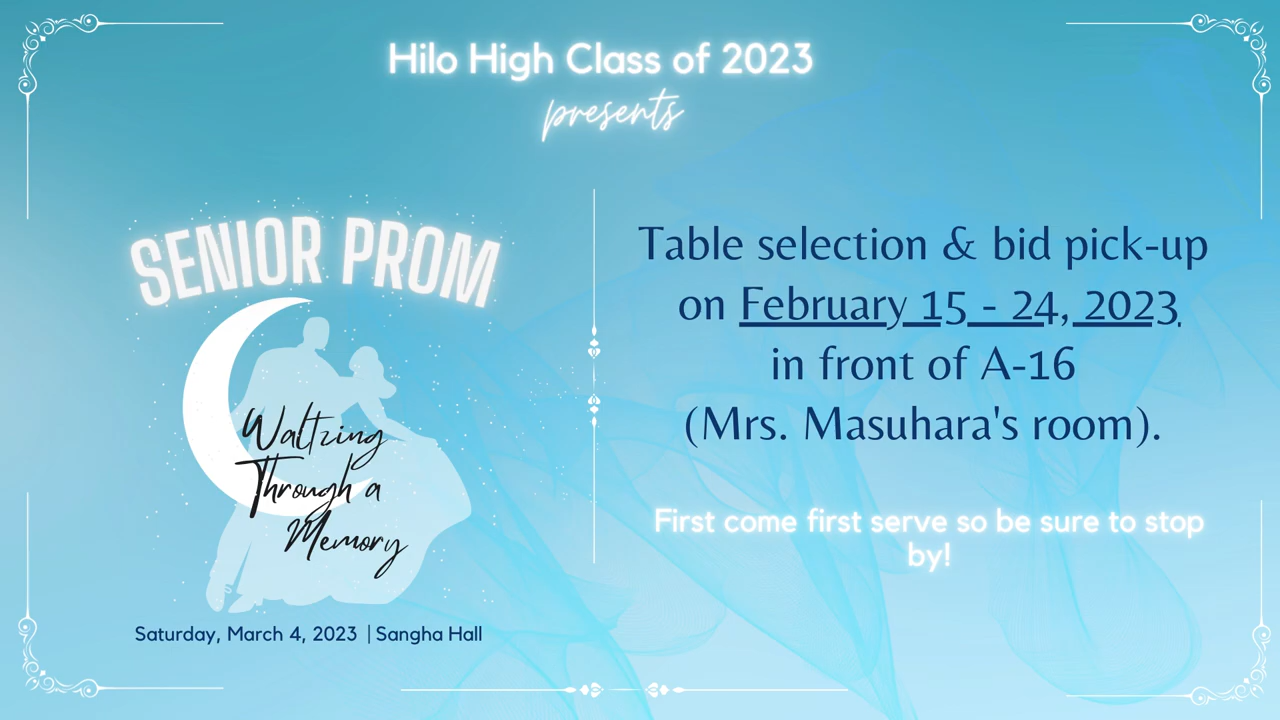 Hilo High Class of 2023
presents
SENIOR PROM
Waltzing
Through a
Memory
Saturday, March 4, 2023 | Sangha Hall
Table selection & bid pick-up
on February 15 - 24, 2023
in front of A-16
(Mrs. Masuhara's room).
First come first serve so be sure to stop
by!